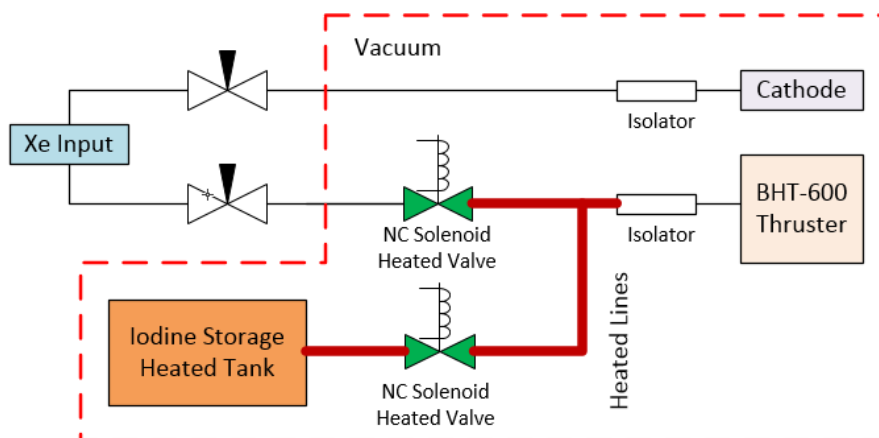 Vacuum
Cathode
Isolator
Xe Input
BHT-600
Thruster
Isolator
NC Solenoid
Heated Valve
Iodine Storage
Heated Tank
Heated Lines
NC Solenoid
Heated Valve